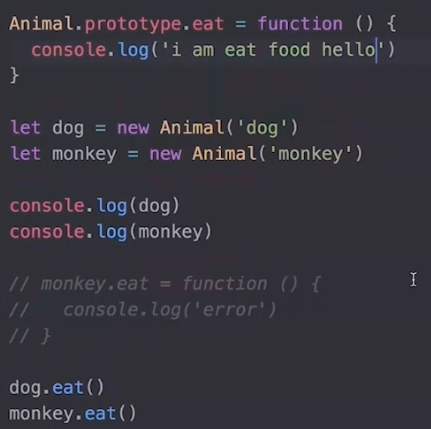 Animal.prototype.eat = function () {
  console.log('i am eat food hello')
}
let dog = new Animal('dog')
let monkey = new Animal('monkey')
console.log(dog)
console.log(monkey)
// monkey.eat = function () {
//   console.log('error')
// }
dog.eat()
monkey.eat()